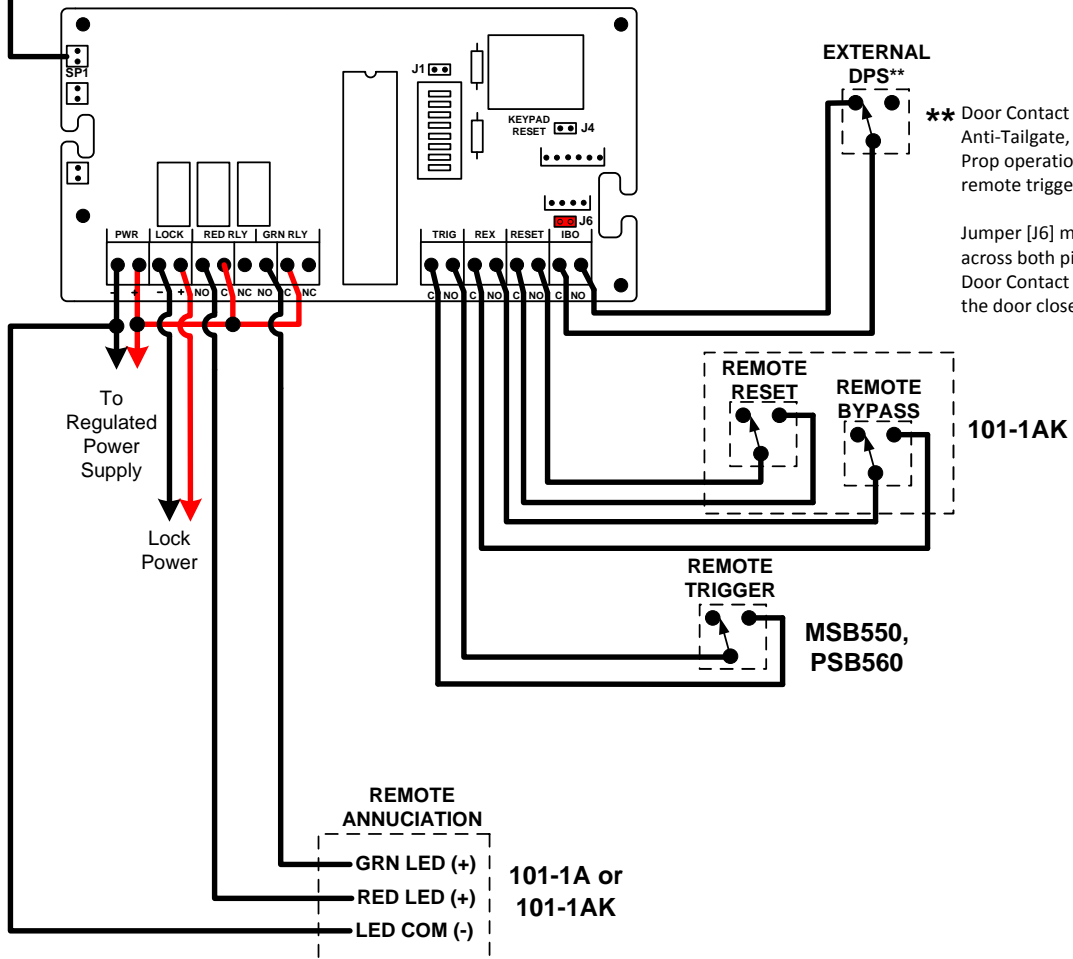 SP1
J1
KEYPAD
RESET
J4
J6
PWR LOCK RED RLY GRN RLY
TRIG REX RESET IBO
− + − + NO C NC NO C NC
C NO C NO C NO C NO
EXTERNAL
DPS**
** Door Contact
Anti-Tailgate,
Prop operatio
remote trigge
Jumper [J6] m
across both pi
Door Contact
the door close
To
Regulated
Power
Supply
Lock
Power
REMOTE
RESET
REMOTE
BYPASS
101-1AK
REMOTE
TRIGGER
MSB550,
PSB560
REMOTE
ANNUCIATION
GRN LED (+)
RED LED (+)
LED COM (-)
101-1A or
101-1AK